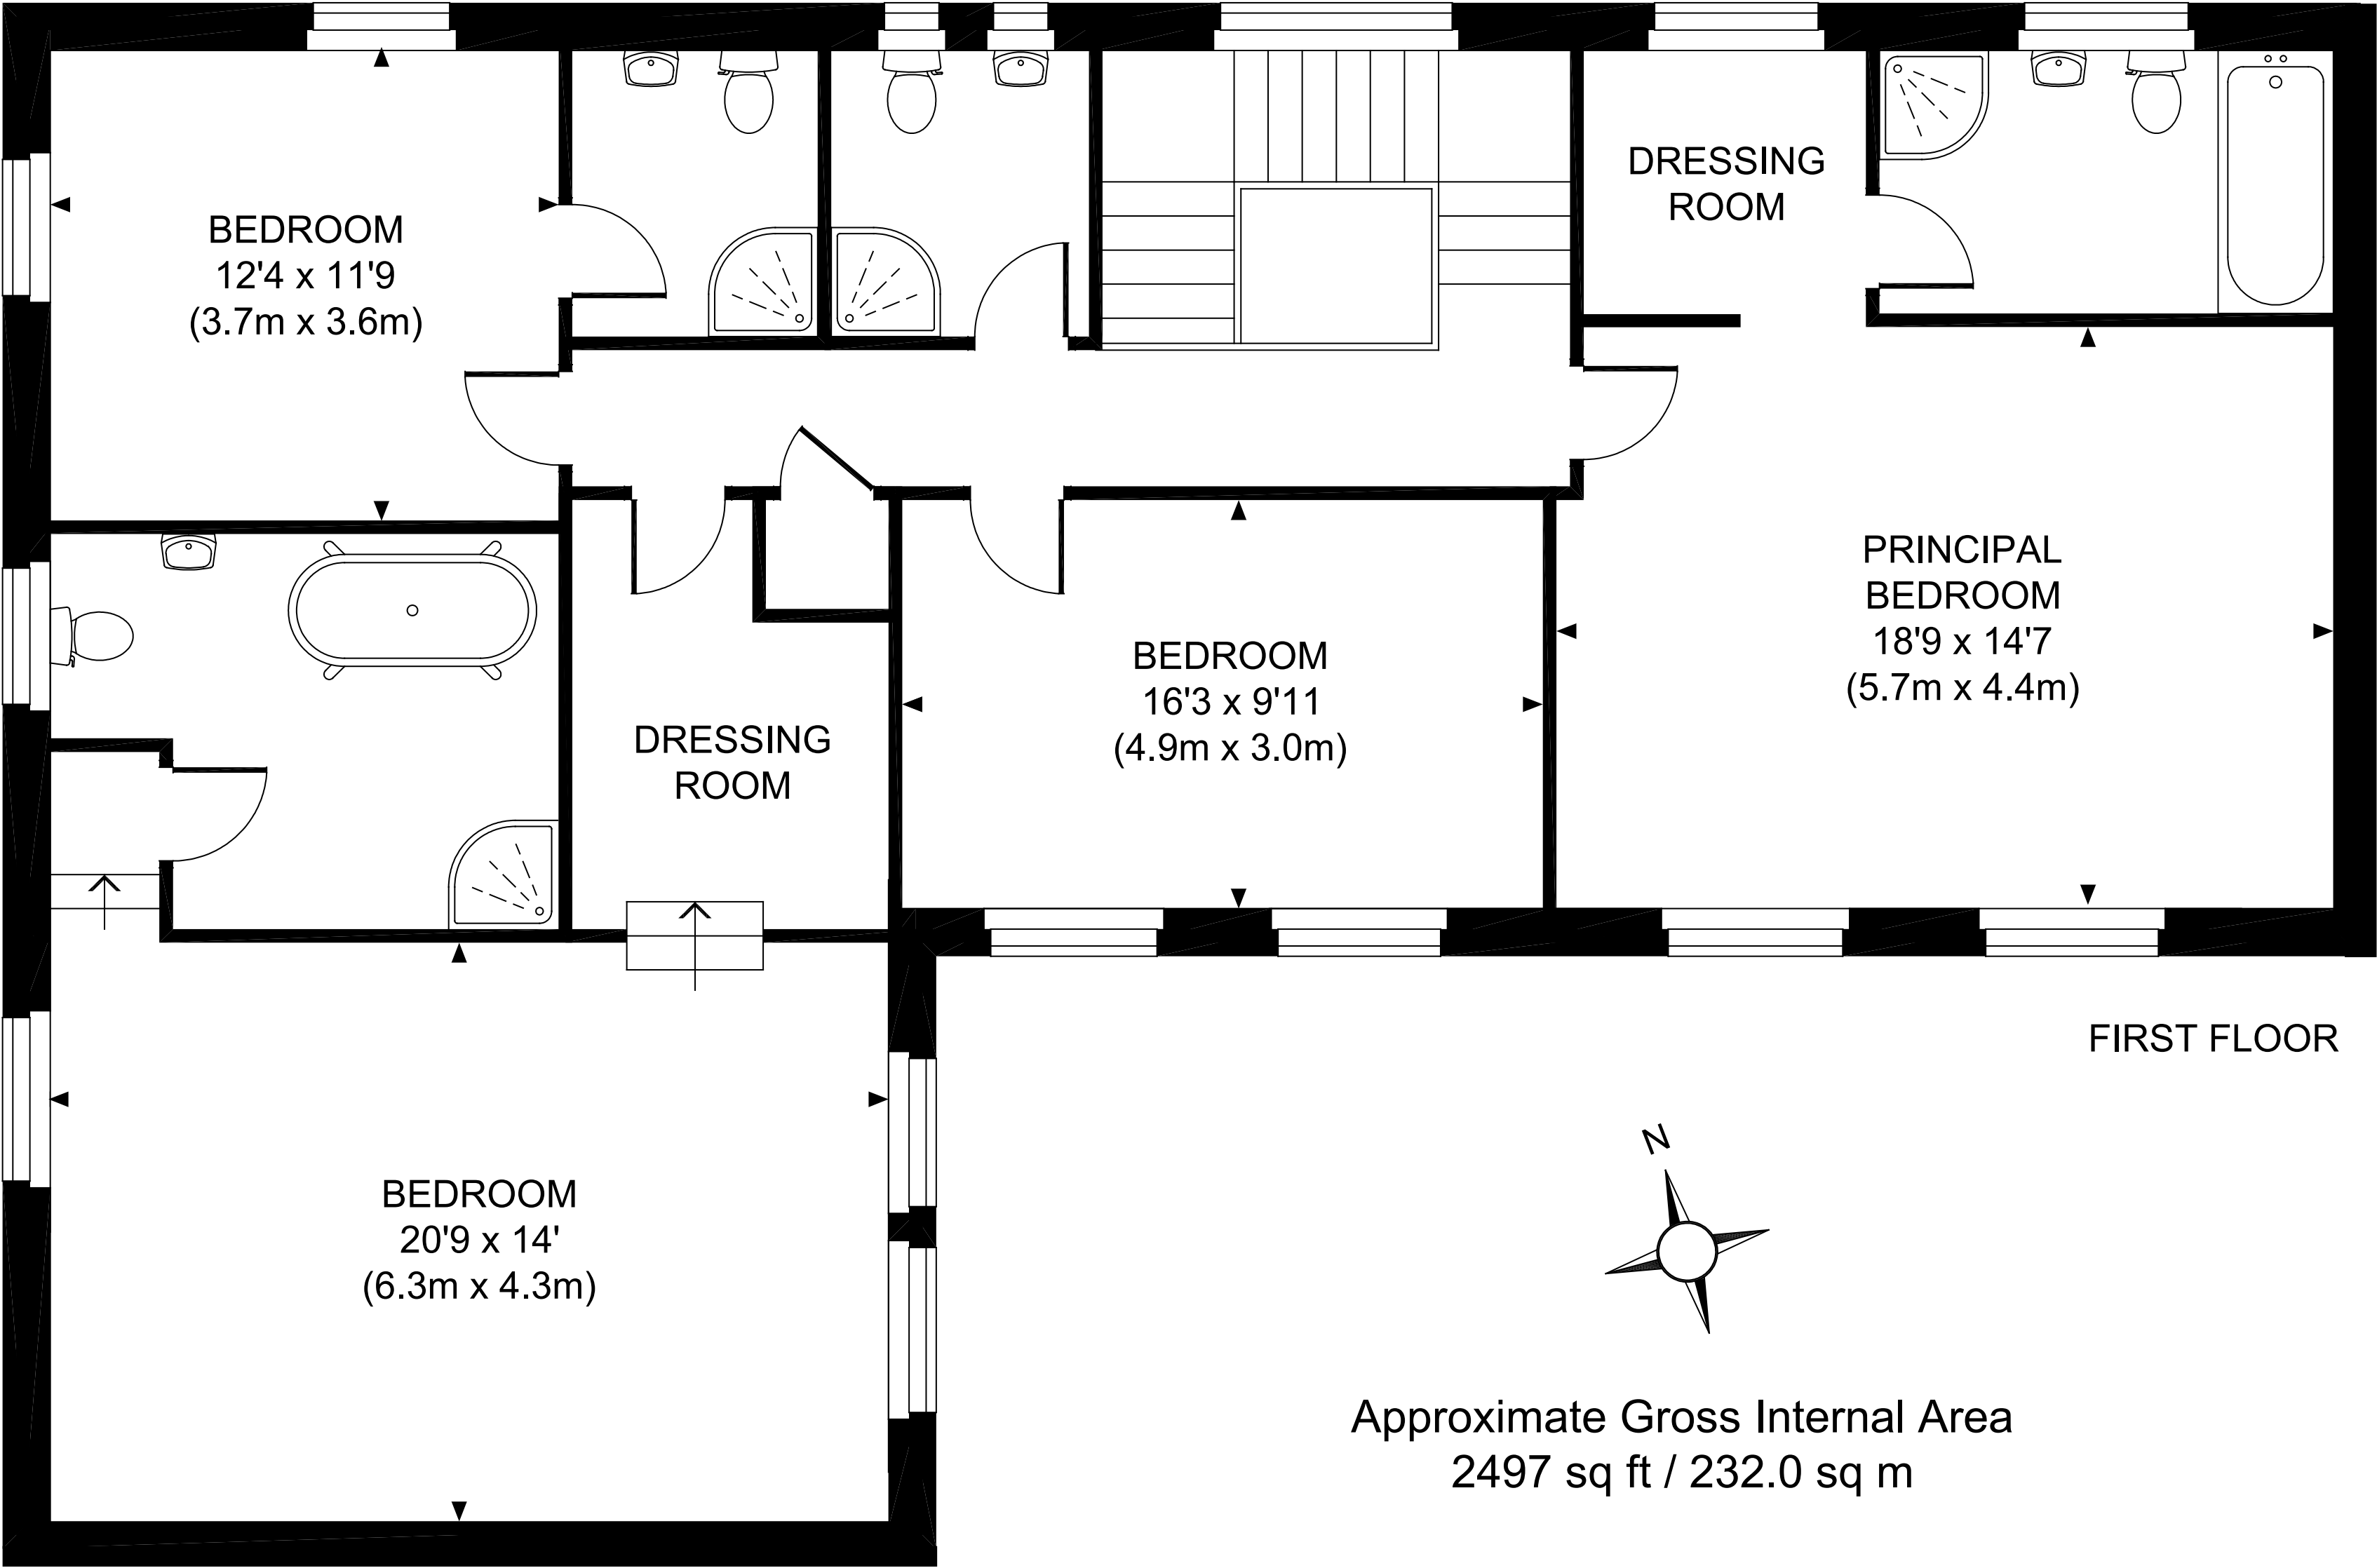 BEDROOM
12'4 x 11'9
(3.7m x 3.6m)
DRESSING
ROOM
PRINCIPAL
BEDROOM
18'9 x 14'7
(5.7m x 4.4m)
BEDROOM
16'3 x 9'11
(4.9m x 3.0m)
DRESSING
ROOM
BEDROOM
20'9 x 14'
(6.3m x 4.3m)
FIRST FLOOR
N
Approximate Gross Internal Area
2497 sq ft / 232.0 sq m